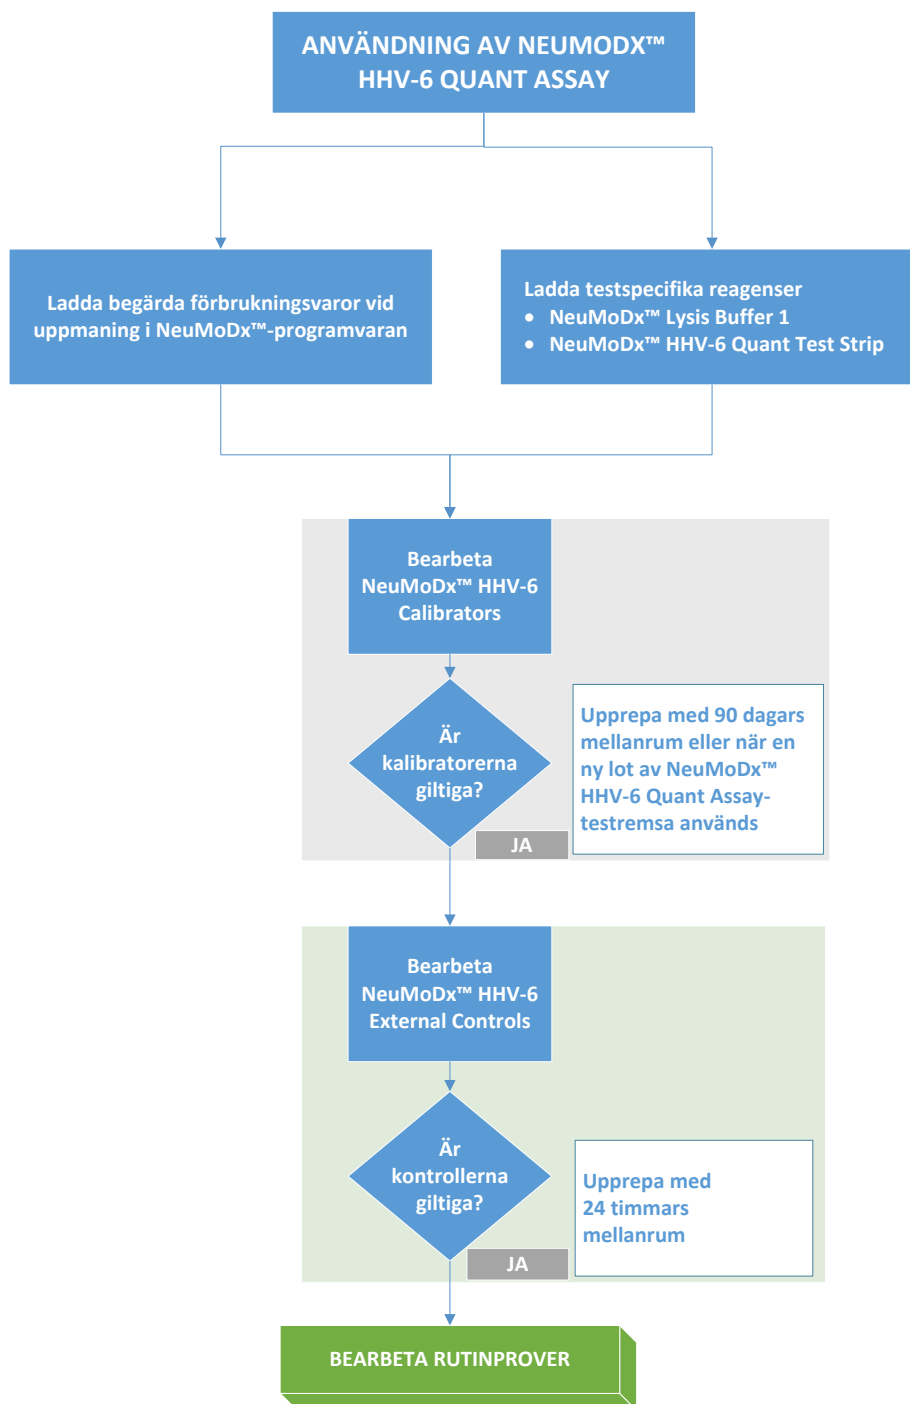 ANVÄNDNING AV NEUMODX™
HHV-6 QUANT ASSAY
Ladda begärda förbrukningsvaror vid
uppmaning i NeuMoDx™-programvaran
Ladda testspecifika reagenser
• NeuMoDx™ Lysis Buffer 1
• NeuMoDx™ HHV-6 Quant Test Strip
Bearbeta
NeuMoDx™ HHV-6
Calibrators
Är
kalibratorerna
giltiga?
Upprepa med 90 dagars
mellanrum eller när en
ny lot av NeuMoDx™
HHV-6 Quant Assay-
testremsa används
JA
Bearbeta
NeuMoDx™ HHV-6
External Controls
Är
kontrollerna
giltiga?
Upprepa med
24 timmars
mellanrum
JA
BEARBETA RUTINPROVER